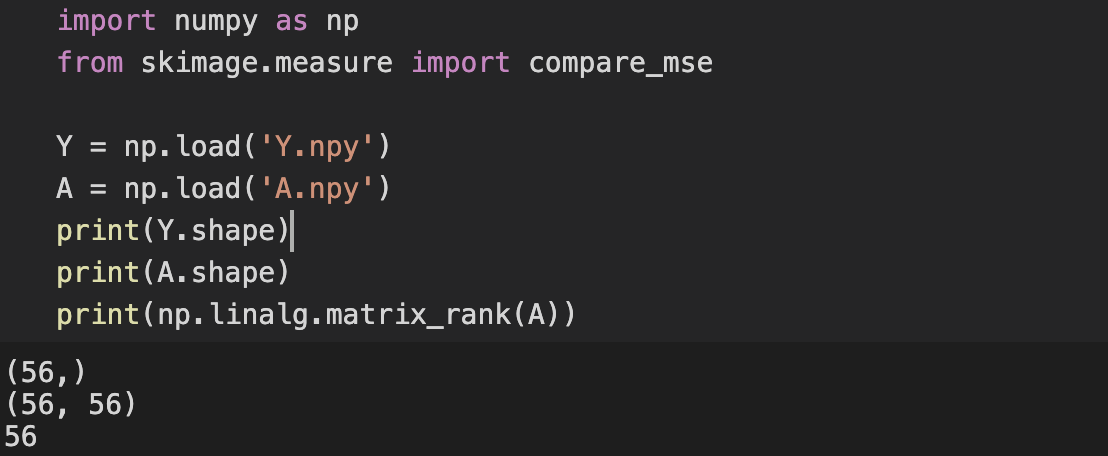 import numpy as np
from skimage.measure import compare_mse
Y = np.load('Y.npy')
A = np.load('A.npy')
print(Y.shape)
print(A.shape)
print(np.linalg.matrix_rank(A))
(56,)
(56, 56)
56